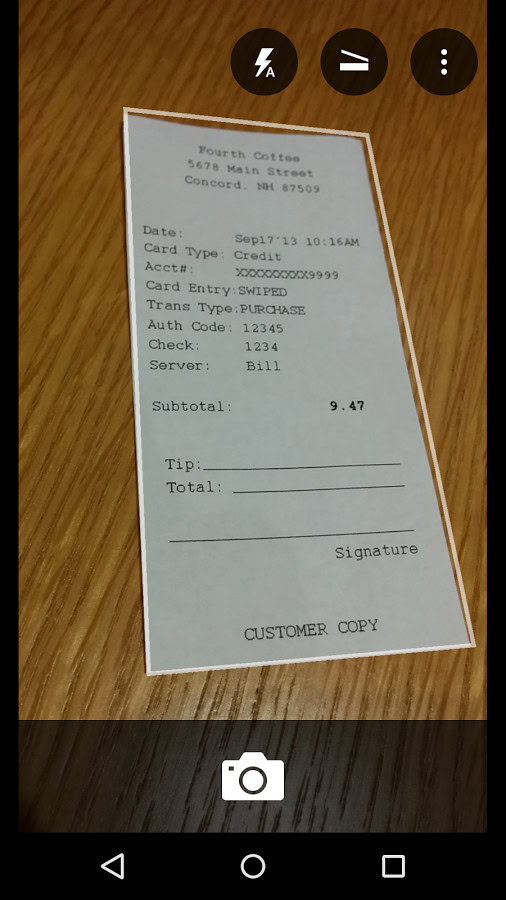 A
Fourth Coffee
5678 Main Street
Concord. NH 87509
Date: Sep17'13 10:16AM
Card Type: Credit
Acct#: XXXXXXXXX9999
Card Entry:SWIPED
Trans Type:PURCHASE
Auth Code: 12345
Check: 1234
Server: Bill
Subtotal: 9.47
Tip:
Total:
Signature
CUSTOMER COPY